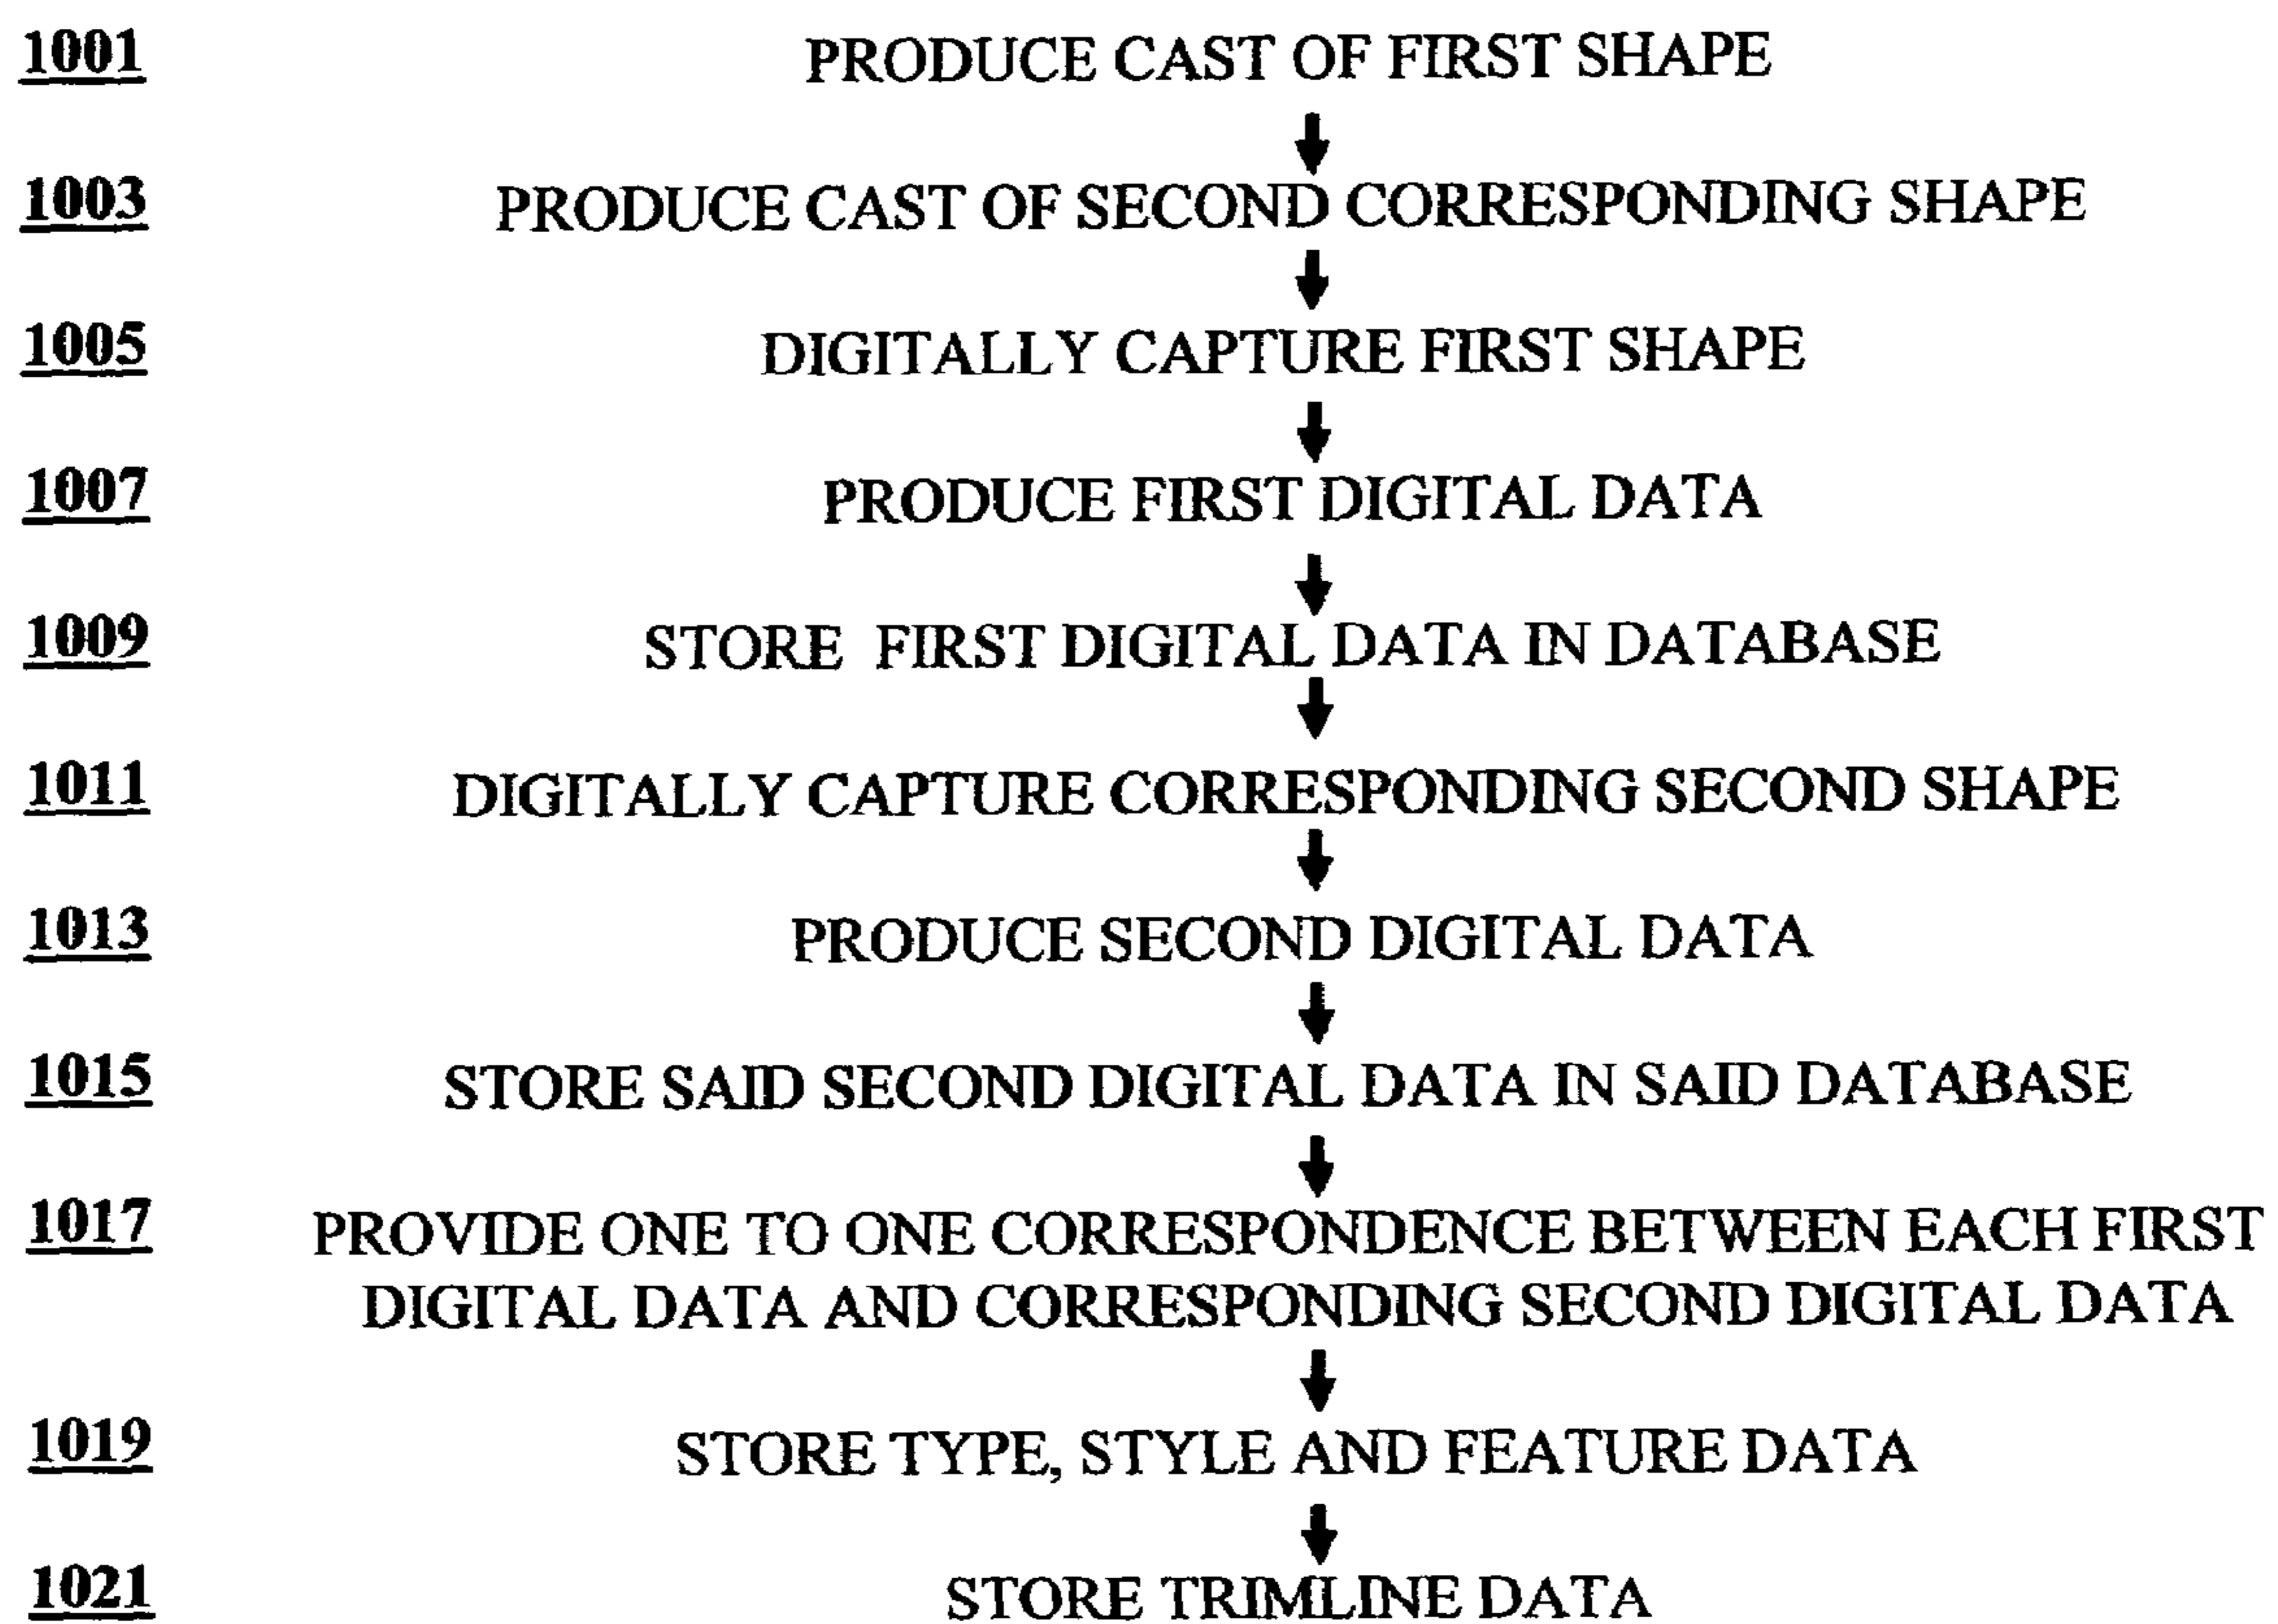 1001 PRODUCE CAST OF FIRST SHAPE
1003 PRODUCE CAST OF SECOND CORRESPONDING SHAPE
1005 DIGITALLY CAPTURE FIRST SHAPE
1007 PRODUCE FIRST DIGITAL DATA
1009 STORE FIRST DIGITAL DATA IN DATABASE
1011 DIGITALLY CAPTURE CORRESPONDING SECOND SHAPE
1013 PRODUCE SECOND DIGITAL DATA
1015 STORE SAID SECOND DIGITAL DATA IN SAID DATABASE
1017 PROVIDE ONE TO ONE CORRESPONDENCE BETWEEN EACH FIRST
DIGITAL DATA AND CORRESPONDING SECOND DIGITAL DATA
1019 STORE TYPE, STYLE AND FEATURE DATA
1021 STORE TRIMLINE DATA